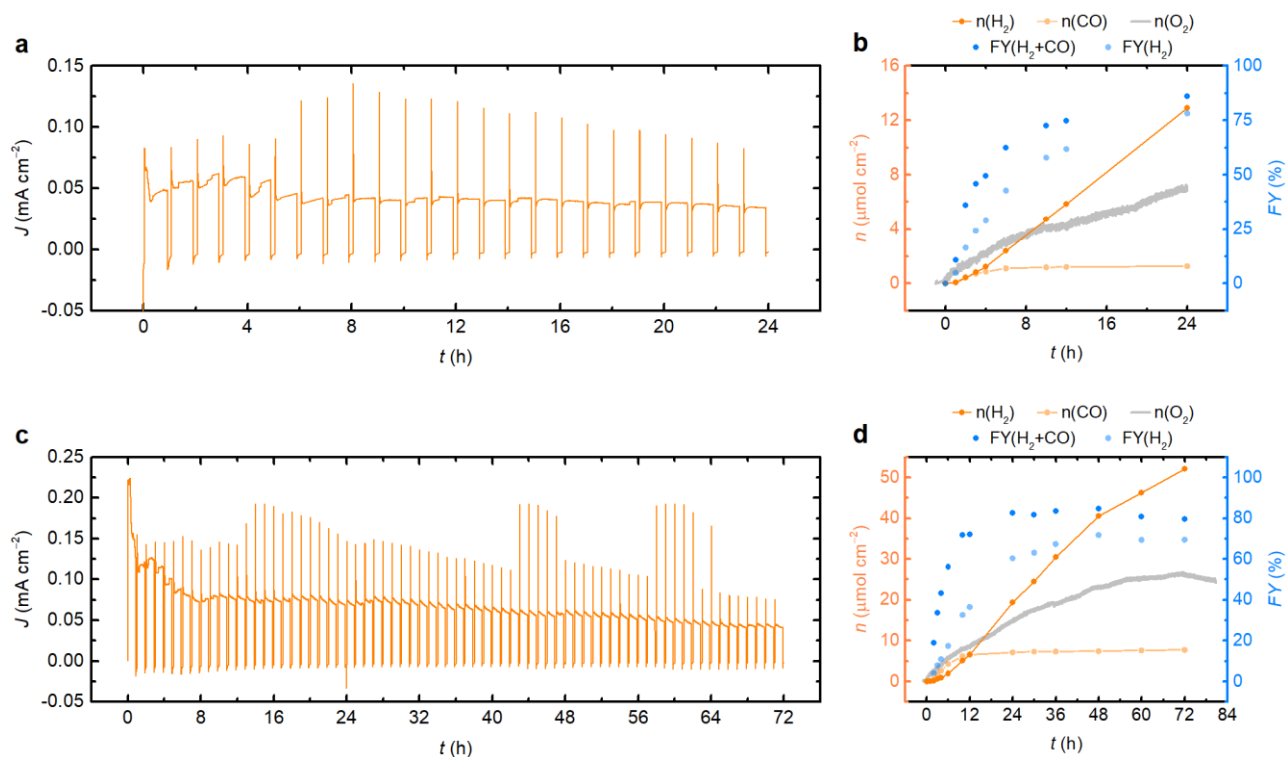 a
0.15
0.10
0.05
0.00
-0.05
J (mA cm⁻²)
0 4 8 12 16 20 24
t (h)
b
n(H₂) n(CO) n(O₂)
FY(H₂+CO) FY(H₂)
16
12
8
4
0
n (μmol cm⁻²)
100
75
50
25
0
FY (%)
0 8 16 24
t (h)
c
0.25
0.20
0.15
0.10
0.05
0.00
-0.05
J (mA cm⁻²)
0 8 16 24 32 40 48 56 64 72
t (h)
d
n(H₂) n(CO) n(O₂)
FY(H₂+CO) FY(H₂)
50
40
30
20
10
0
n (μmol cm⁻²)
100
80
60
40
20
0
FY (%)
0 12 24 36 48 60 72 84
t (h)